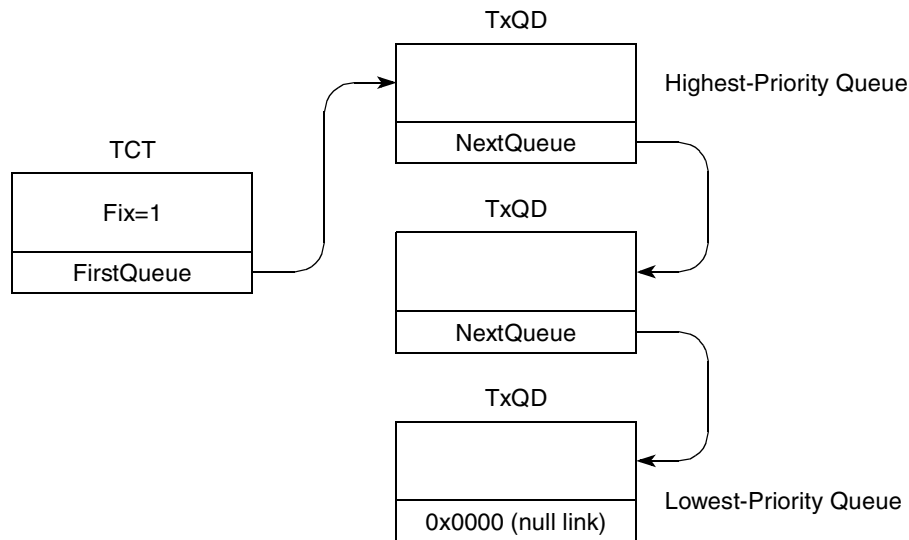 TxQD
Highest-Priority Queue
NextQueue
TCT
Fix=1
FirstQueue
TxQD
NextQueue
TxQD
Lowest-Priority Queue
0x0000 (null link)